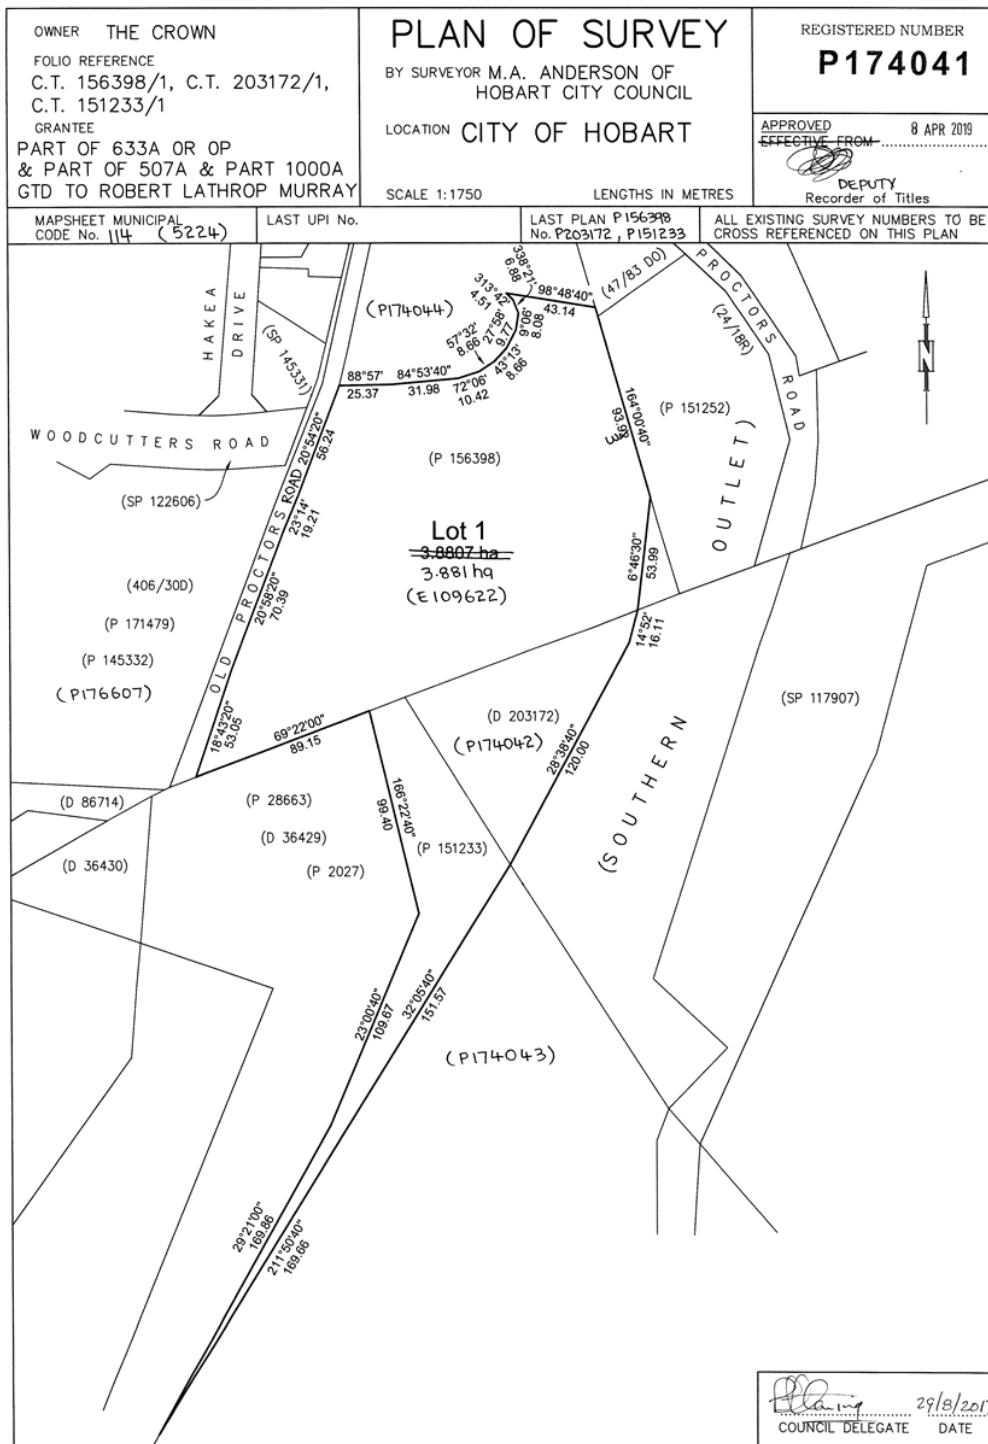 OWNER THE CROWN
FOLIO REFERENCE
C.T. 156398/1, C.T. 203172/1,
C.T. 151233/1
GRANTEE
PART OF 633A OR OP
& PART OF 507A & PART 1000A
GTD TO ROBERT LATHROP MURRAY
PLAN OF SURVEY
BY SURVEYOR M.A. ANDERSON OF
HOBART CITY COUNCIL
LOCATION CITY OF HOBART
SCALE 1:1750 LENGTHS IN METRES
REGISTERED NUMBER
P174041
APPROVED 8 APR 2019
EFFECTIVE FROM
DEPUTY
Recorder of Titles
MAPSHEET MUNICIPAL
CODE No. 114 (5224)
LAST UPI No.
LAST PLAN P156398
No. P203172, P151233
ALL EXISTING SURVEY NUMBERS TO BE
CROSS REFERENCED ON THIS PLAN
HAKEA
DRIVE
(SP 145331)
WOODCUTTERS ROAD
(SP 122606)
(P174044)
338°21'
6.88
313°42'
4.51
98°48'40"
43.14
(47/83 DO)
PROCTORS
ROAD
(24/18R)
57°32'
8.66
27°58'
9.77
9°06'
8.08
43°13'
8.66
88°57'
25.37
84°53'40"
31.98
72°06'
10.42
164°00'40"
93.93
(P 151252)
OUTLET)
20°54'20"
56.24
(P 156398)
23°14'
19.21
OLD PROCTORS ROAD
Lot 1
3.8807 ha
3.881 ha
(E109622)
6°46'30"
53.99
(406/30D)
20°58'20"
70.39
(P 171479)
14°52'
16.11
(P 145332)
(P176607)
18°43'20"
53.05
69°22'00"
89.15
(D 203172)
(P174042)
28°38'40"
120.00
(SOUTHERN
(SP 117907)
(D 86714)
(P 28663)
166°22'40"
99.40
(D 36429)
(P 151233)
(D 36430)
(P 2027)
23°00'40"
109.67
32°05'40"
151.57
(P174043)
29°21'00"
169.86
211°50'40"
169.66
29/8/2017
COUNCIL DELEGATE DATE